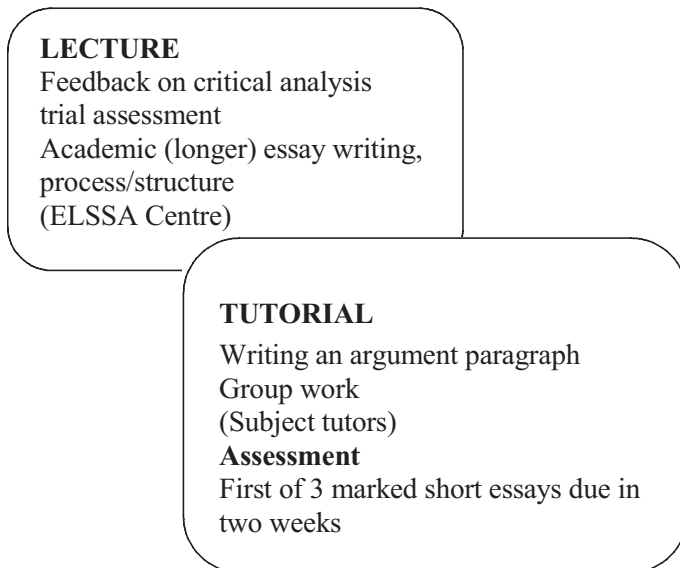 LECTURE
Feedback on critical analysis
trial assessment
Academic (longer) essay writing,
process/structure
(ELSSA Centre)
TUTORIAL
Writing an argument paragraph
Group work
(Subject tutors)
Assessment
First of 3 marked short essays due in
two weeks